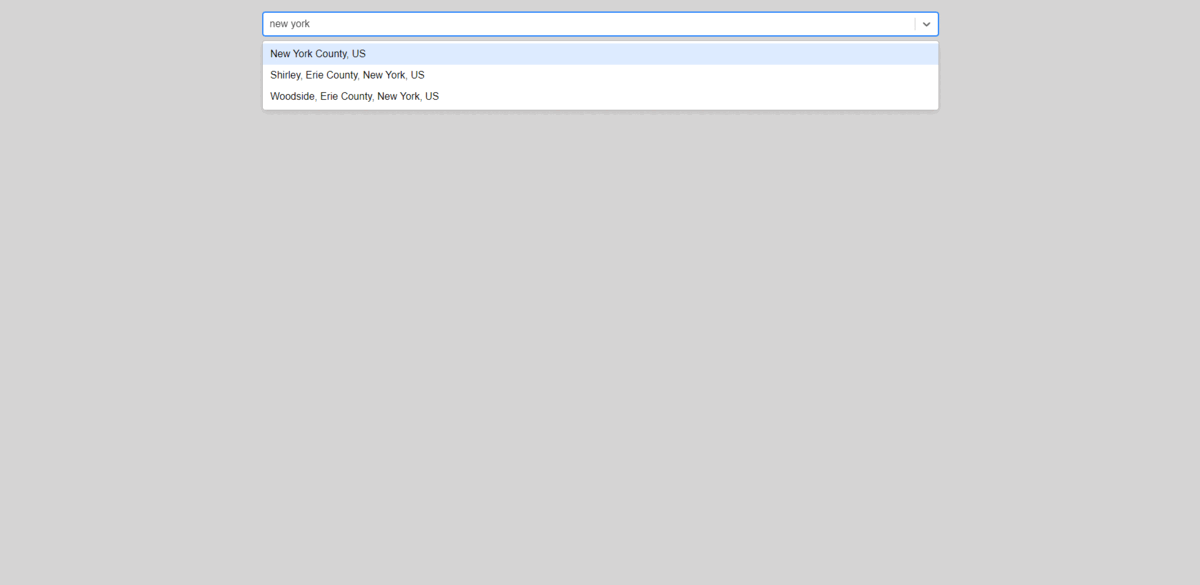 new york
New York County, US
Shirley, Erie County, New York, US
Woodside, Erie County, New York, US